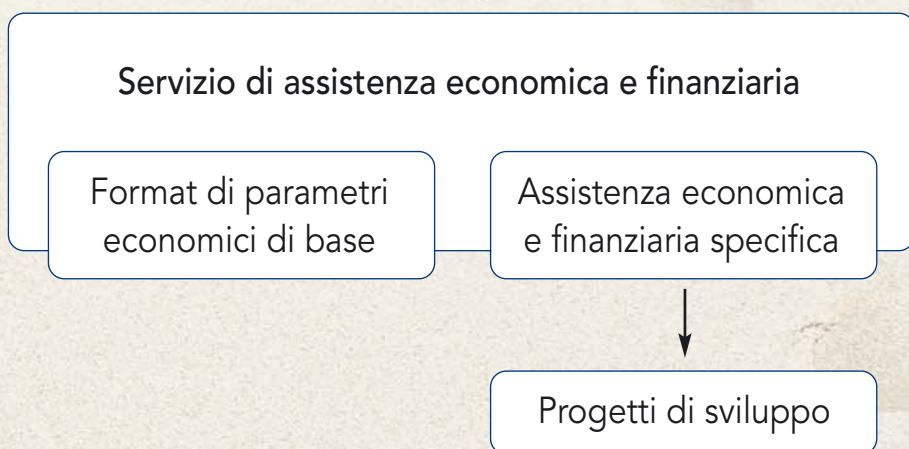 Servizio di assistenza economica e finanziaria
Format di parametri
economici di base
Assistenza economica
e finanziaria specifica
Progetti di sviluppo